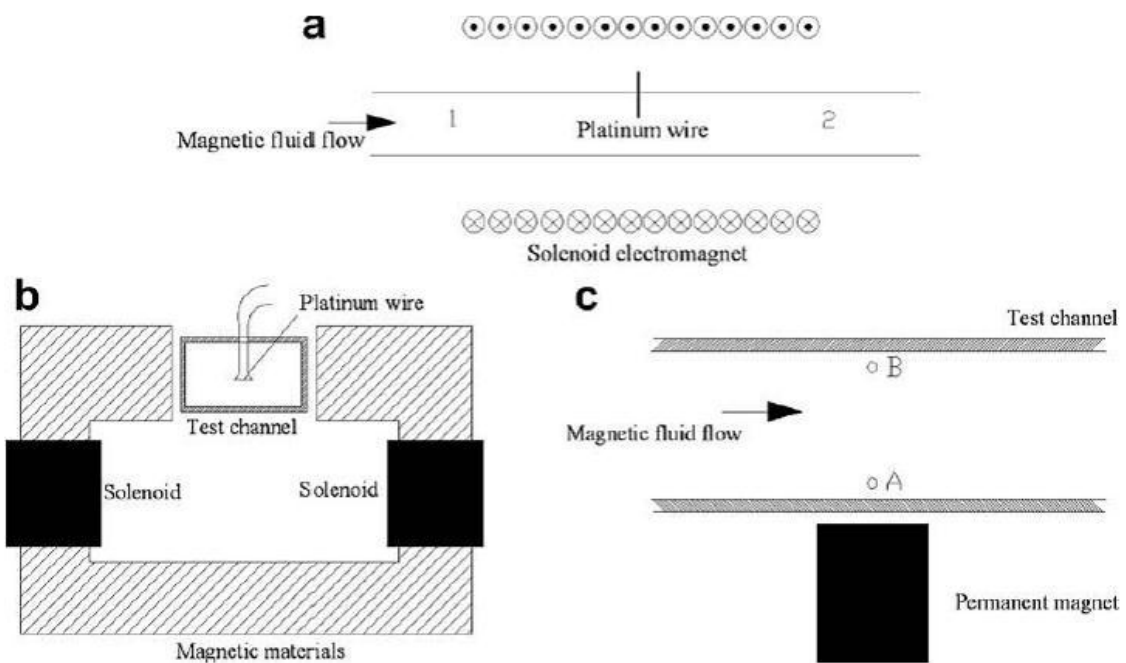 a
1
Platinum wire
2
Magnetic fluid flow
Solenoid electromagnet
b
Platinum wire
Test channel
Solenoid
Solenoid
Magnetic materials
c
Test channel
B
Magnetic fluid flow
A
Permanent magnet